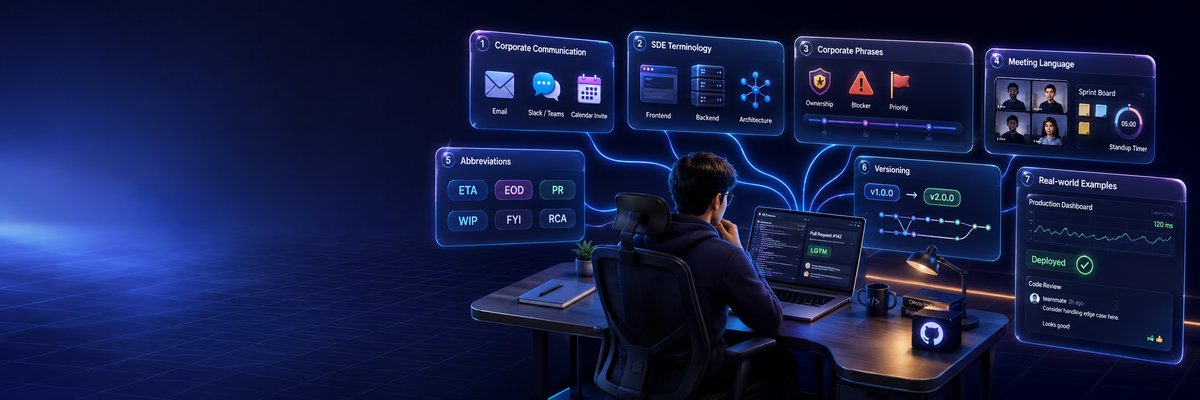 1 Corporate Communication
Email
Slack / Teams
Calendar Invite
2 SDE Terminology
Frontend
Backend
Architecture
3 Corporate Phrases
Ownership
Blocker
Priority
4 Meeting Language
Sprint Board
05:00
Standup Timer
5 Abbreviations
ETA EOD PR
WIP FYI RCA
6 Versioning
v1.0.0 → v2.0.0
7 Real-world Examples
Production Dashboard
120 ms
Deployed
Code Review
teammate 2h ago
Consider handling edge case here.
Looks good!
Pull Request #142
LGTM